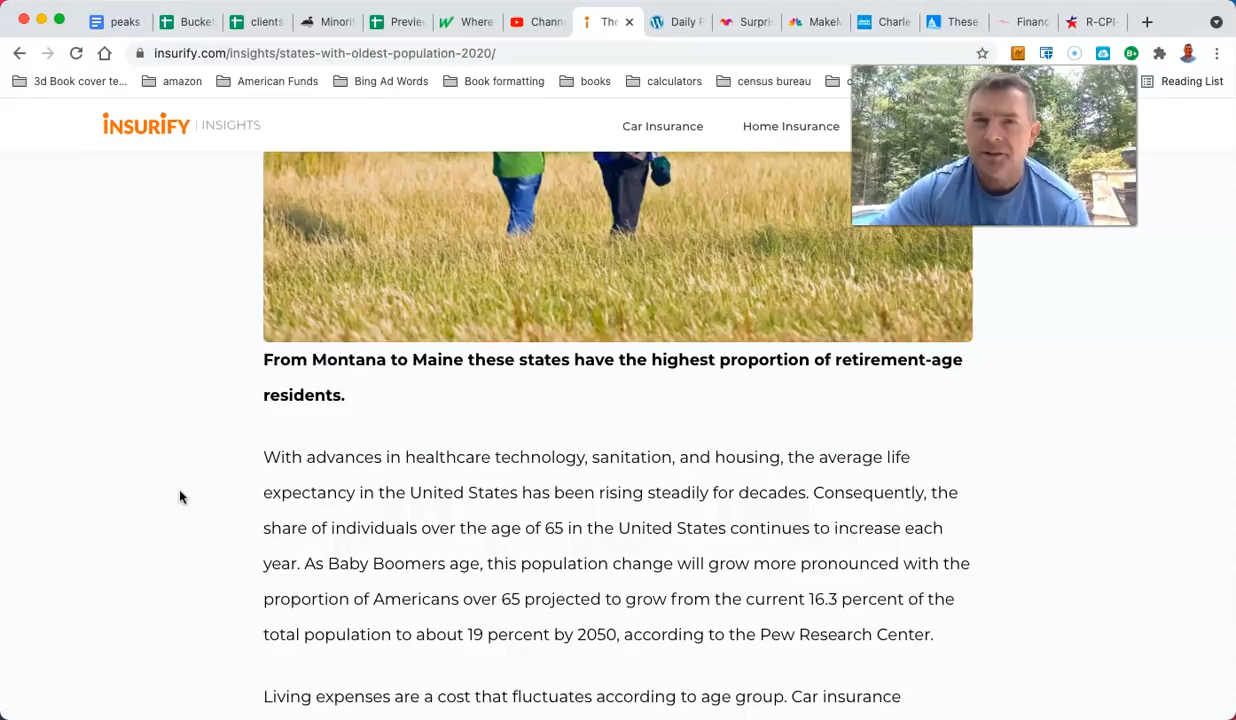 peaks
Bucket
clients
Minorit
Previe
Where
Chann
The
Daily P
Surpri
MakeM
Charle
These
Financ
R-CPI-
insurify.com/insights/states-with-oldest-population-2020/
3d Book cover te...
amazon
American Funds
Bing Ad Words
Book formatting
books
calculators
census bureau
Reading List
INSURIFY | INSIGHTS
Car Insurance
Home Insurance
From Montana to Maine these states have the highest proportion of retirement-age
residents.
With advances in healthcare technology, sanitation, and housing, the average life
expectancy in the United States has been rising steadily for decades. Consequently, the
share of individuals over the age of 65 in the United States continues to increase each
year. As Baby Boomers age, this population change will grow more pronounced with the
proportion of Americans over 65 projected to grow from the current 16.3 percent of the
total population to about 19 percent by 2050, according to the Pew Research Center.
Living expenses are a cost that fluctuates according to age group. Car insurance